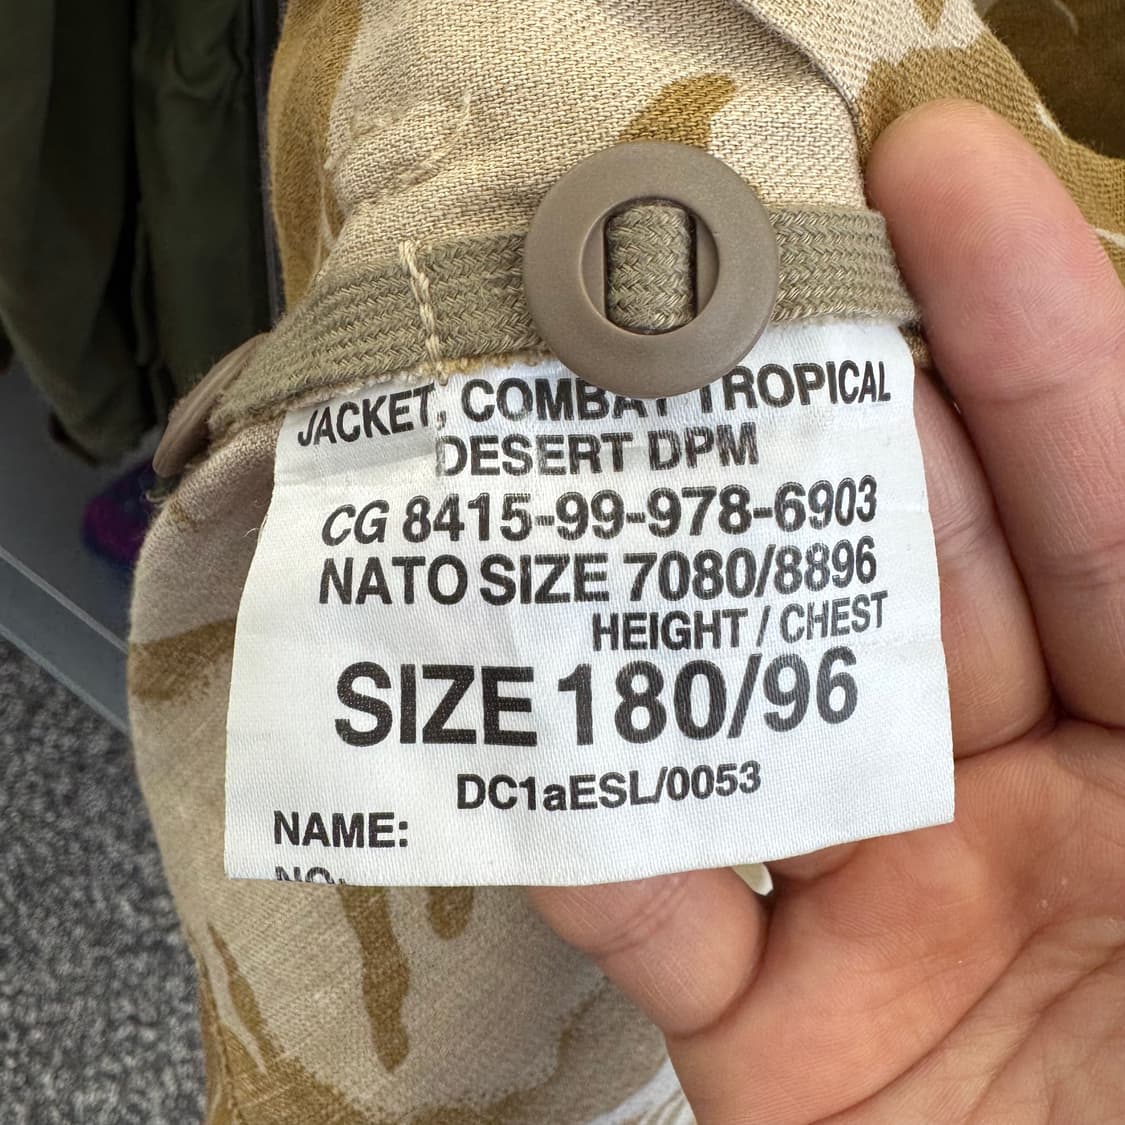 JACKET, COMBAT TROPICAL
DESERT DPM
CG 8415-99-978-6903
NATO SIZE 7080/8896
HEIGHT / CHEST
SIZE 180/96
DC1aESL/0053
NAME:
NO: